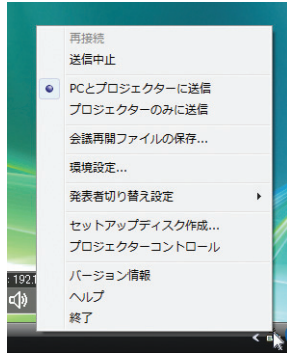 再接続
送信中止
PCとプロジェクターに送信
プロジェクターのみに送信
会議再開ファイルの保存...
環境設定...
発表者切り替え設定
セットアップディスク作成...
プロジェクターコントロール
バージョン情報
: 192.1
ヘルプ
終了